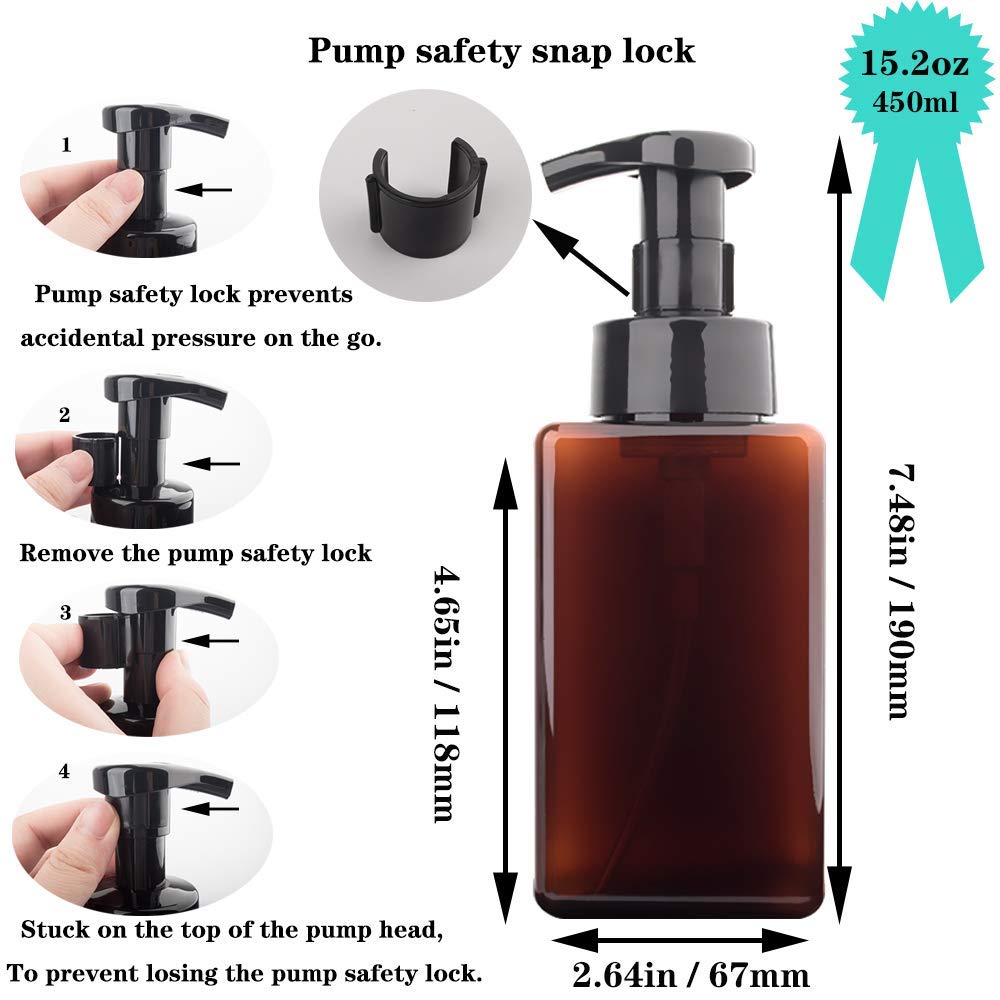 Pump safety snap lock
15.2oz
450ml
1
Pump safety lock prevents
accidental pressure on the go.
2
Remove the pump safety lock
3
4
Stuck on the top of the pump head,
To prevent losing the pump safety lock.
4.65in / 118mm
7.48in / 190mm
2.64in / 67mm